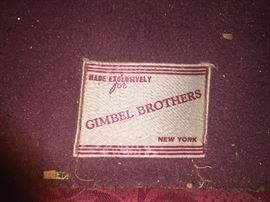 MADE EXCLUSIVELY
for
GIMBEL BROTHERS
NEW YORK